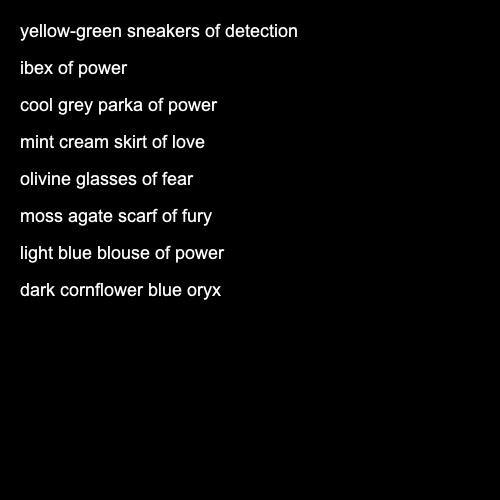 yellow-green sneakers of detection
ibex of power
cool grey parka of power
mint cream skirt of love
olivine glasses of fear
moss agate scarf of fury
light blue blouse of power
dark cornflower blue oryx